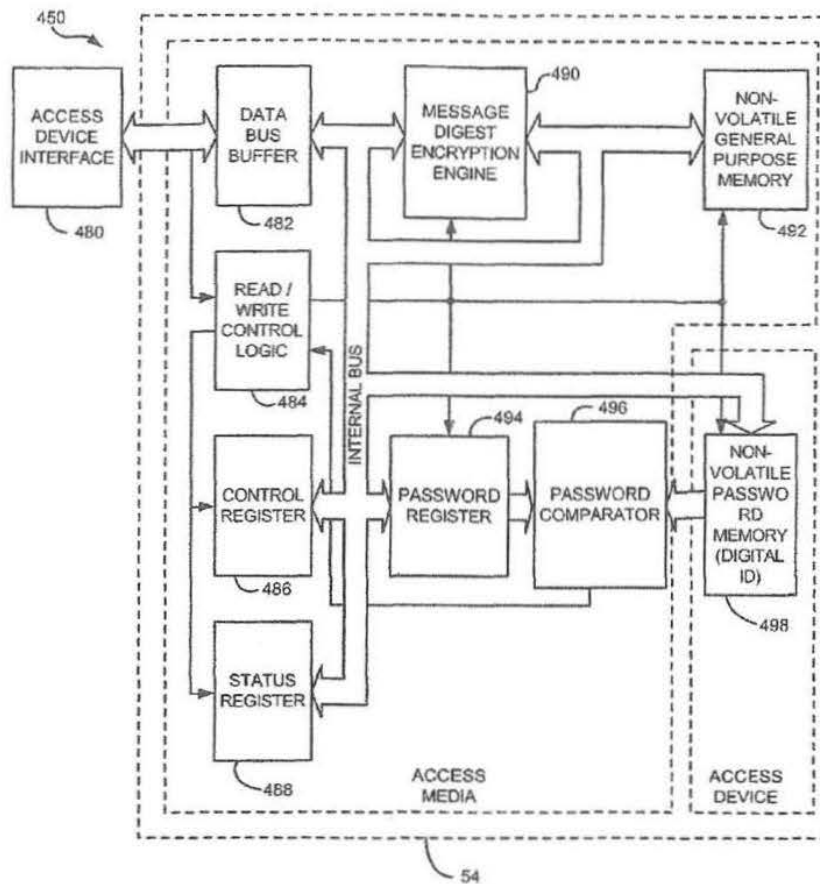 450
ACCESS
DEVICE
INTERFACE
480
DATA
BUS
BUFFER
482
MESSAGE
DIGEST
ENCRYPTION
ENGINE
490
NON-
VOLATILE
GENERAL
PURPOSE
MEMORY
492
READ /
WRITE
CONTROL
LOGIC
484
INTERNAL BUS
CONTROL
REGISTER
486
PASSWORD
REGISTER
494
PASSWORD
COMPARATOR
496
NON-
VOLATILE
PASSWO
RD
MEMORY
(DIGITAL
ID)
498
STATUS
REGISTER
488
ACCESS
MEDIA
ACCESS
DEVICE
54